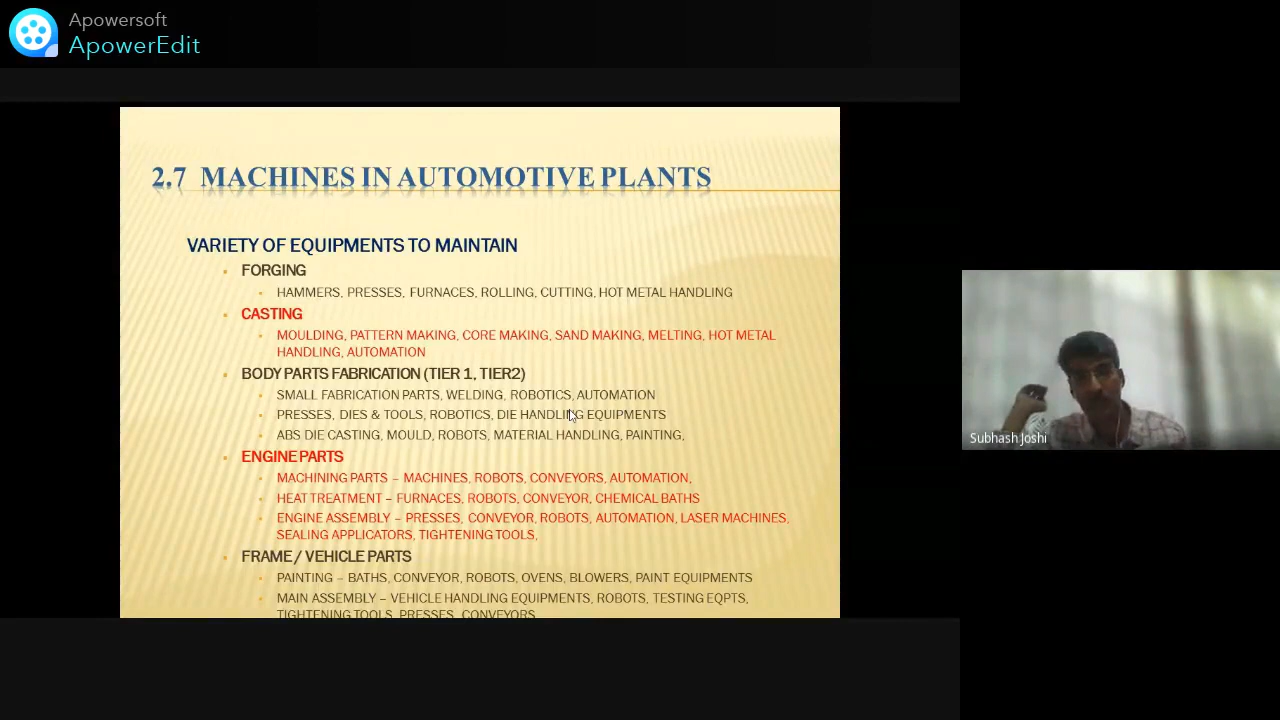 Apowersoft
ApowerEdit
2.7 MACHINES IN AUTOMOTIVE PLANTS
VARIETY OF EQUIPMENTS TO MAINTAIN
FORGING
HAMMERS, PRESSES, FURNACES, ROLLING, CUTTING, HOT METAL HANDLING
CASTING
MOULDING, PATTERN MAKING, CORE MAKING, SAND MAKING, MELTING, HOT METAL
HANDLING, AUTOMATION
BODY PARTS FABRICATION (TIER 1, TIER2)
SMALL FABRICATION PARTS, WELDING, ROBOTICS, AUTOMATION
PRESSES, DIES & TOOLS, ROBOTICS, DIE HANDLING EQUIPMENTS
ABS DIE CASTING, MOULD, ROBOTS, MATERIAL HANDLING, PAINTING,
ENGINE PARTS
MACHINING PARTS – MACHINES, ROBOTS, CONVEYORS, AUTOMATION,
HEAT TREATMENT – FURNACES, ROBOTS, CONVEYOR, CHEMICAL BATHS
ENGINE ASSEMBLY – PRESSES, CONVEYOR, ROBOTS, AUTOMATION, LASER MACHINES,
SEALING APPLICATORS, TIGHTENING TOOLS,
FRAME / VEHICLE PARTS
PAINTING – BATHS, CONVEYOR, ROBOTS, OVENS, BLOWERS, PAINT EQUIPMENTS
MAIN ASSEMBLY – VEHICLE HANDLING EQUIPMENTS, ROBOTS, TESTING EQPTS,
TIGHTENING TOOLS, PRESSES, CONVEYORS
Subhash Joshi